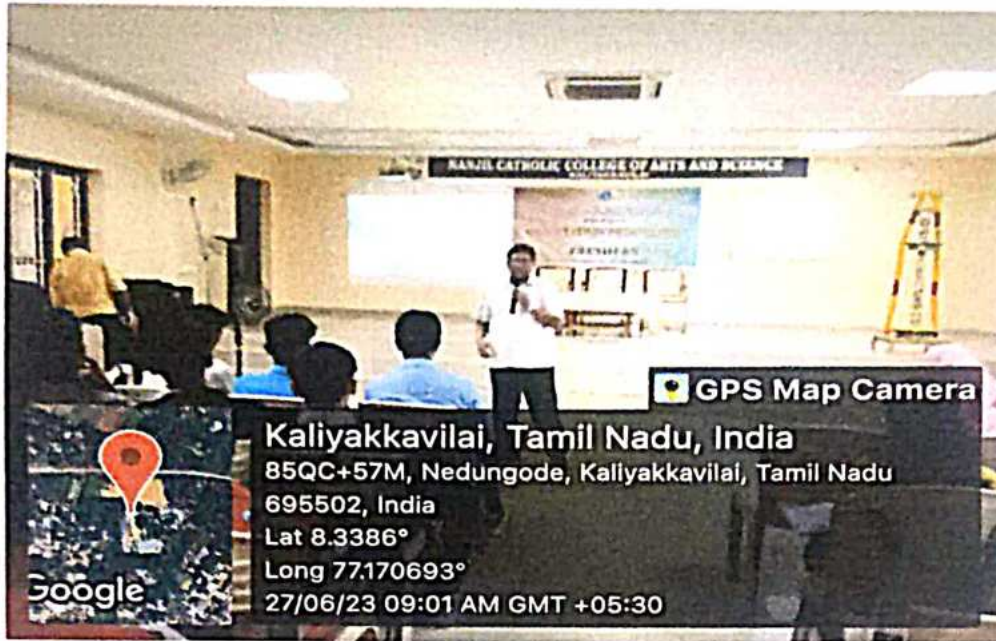 NANJIL CATHOLIC COLLEGE OF ARTS AND SCIENCE
GPS Map Camera
Kaliyakkavilai, Tamil Nadu, India
85QC+57M, Nedungode, Kaliyakkavilai, Tamil Nadu
695502, India
Lat 8.3386°
Long 77.170693°
27/06/23 09:01 AM GMT +05:30
Google